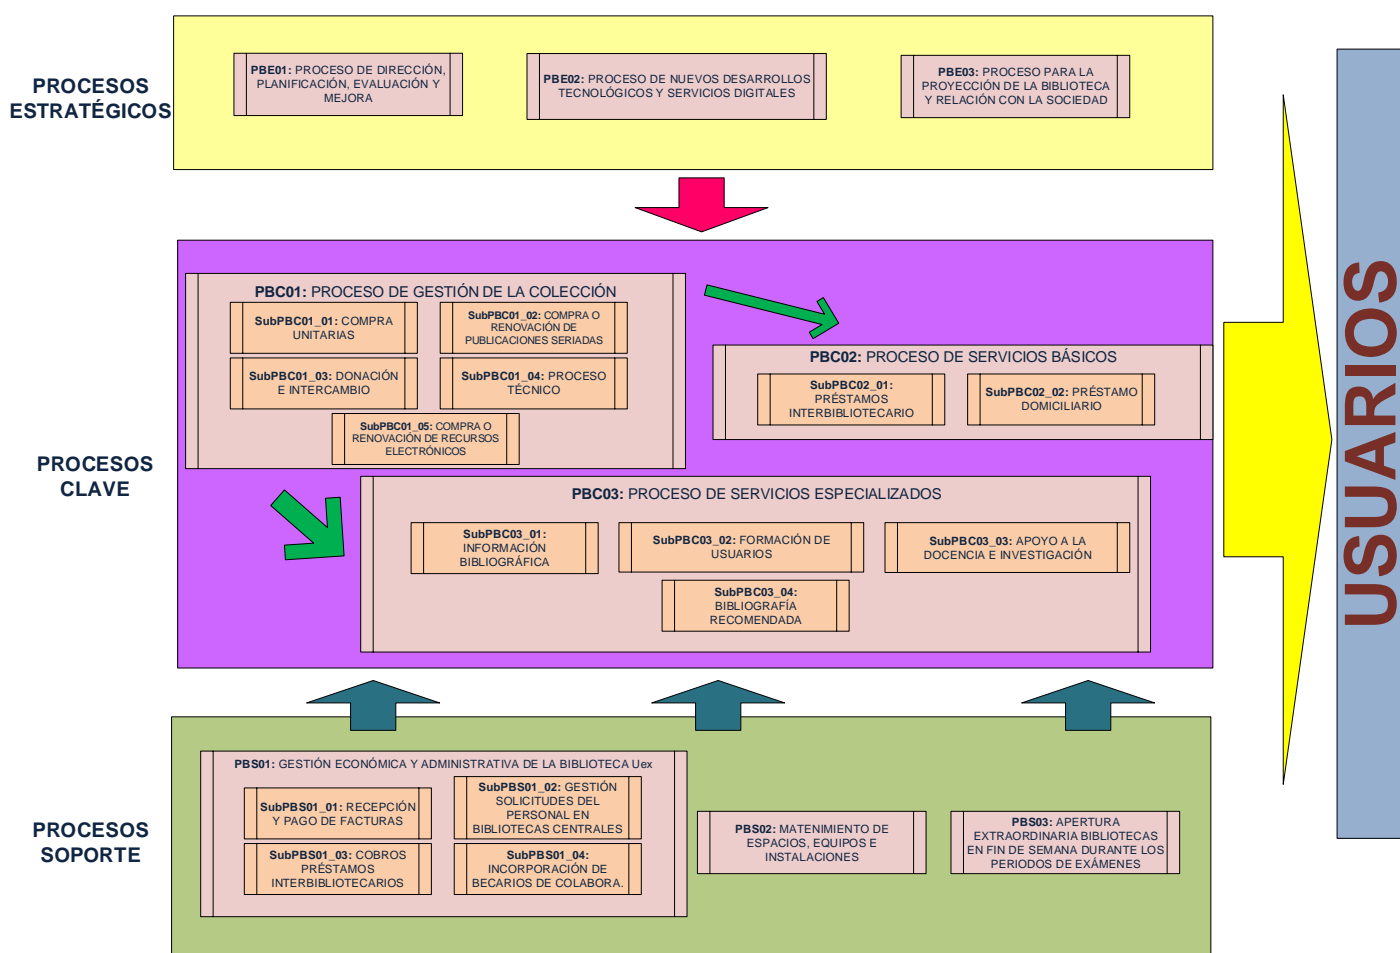 PROCESOS
ESTRATÉGICOS
PBE01: PROCESO DE DIRECCIÓN,
PLANIFICACIÓN, EVALUACIÓN Y
MEJORA
PBE02: PROCESO DE NUEVOS DESARROLLOS
TECNOLÓGICOS Y SERVICIOS DIGITALES
PBE03: PROCESO PARA LA
PROYECCIÓN DE LA BIBLIOTECA
Y RELACIÓN CON LA SOCIEDAD
PROCESOS
CLAVE
PBC01: PROCESO DE GESTIÓN DE LA COLECCIÓN
SubPBC01_01: COMPRA
UNITARIAS
SubPBC01_02: COMPRA O
RENOVACIÓN DE
PUBLICACIONES SERIADAS
SubPBC01_03: DONACIÓN
E INTERCAMBIO
SubPBC01_04: PROCESO
TÉCNICO
SubPBC01_05: COMPRA O
RENOVACIÓN DE RECURSOS
ELECTRÓNICOS
PBC02: PROCESO DE SERVICIOS BÁSICOS
SubPBC02_01:
PRÉSTAMOS
INTERBIBLIOTECARIO
SubPBC02_02: PRÉSTAMO
DOMICILIARIO
PBC03: PROCESO DE SERVICIOS ESPECIALIZADOS
SubPBC03_01:
INFORMACIÓN
BIBLIOGRÁFICA
SubPBC03_02: FORMACIÓN DE
USUARIOS
SubPBC03_03: APOYO A LA
DOCENCIA E INVESTIGACIÓN
SubPBC03_04:
BIBLIOGRAFÍA
RECOMENDADA
PROCESOS
SOPORTE
PBS01: GESTIÓN ECONÓMICA Y ADMINISTRATIVA DE LA BIBLIOTECA Uex
SubPBS01_01: RECEPCIÓN
Y PAGO DE FACTURAS
SubPBS01_02: GESTIÓN
SOLICITUDES DEL
PERSONAL EN
BIBLIOTECAS CENTRALES
SubPBS01_03: COBROS
PRÉSTAMOS
INTERBIBLIOTECARIOS
SubPBS01_04:
INCORPORACIÓN DE
BECARIOS DE COLABORA.
PBS02: MATENIMIENTO DE
ESPACIOS, EQUIPOS E
INSTALACIONES
PBS03: APERTURA
EXTRAORDINARIA BIBLIOTECAS
EN FIN DE SEMANA DURANTE LOS
PERIODOS DE EXÁMENES
USUARIOS